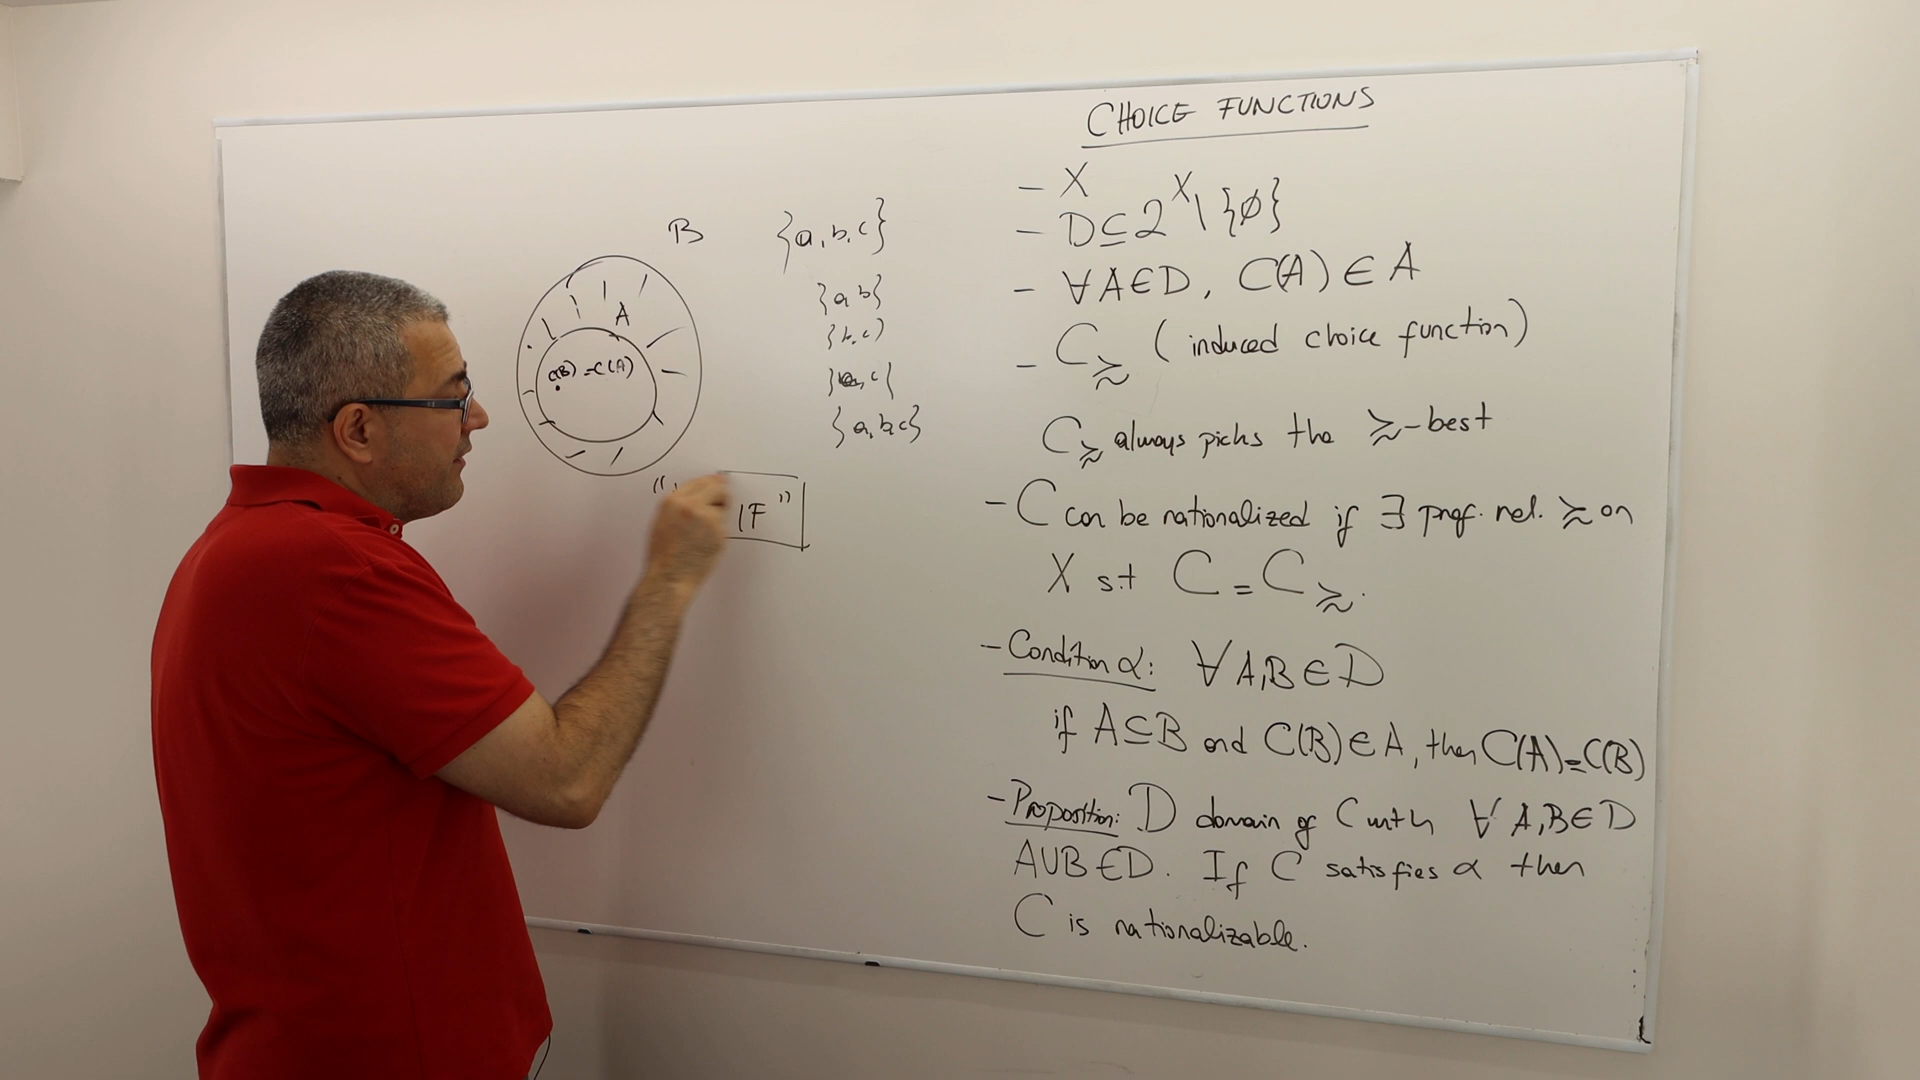 CHOICE FUNCTIONS
- X
- D ⊆ 2^X \ {∅}
- ∀A∈D, C(A) ∈ A
- C≿ (induced choice function)
C≿ always picks the ≿-best
- C can be rationalized if ∃ pref. rel. ≿ on
X s.t C = C≿.
- Condition α: ∀ A,B ∈ D
if A⊆B and C(B) ∈ A, then C(A)=C(B)
- Proposition: D domain of C with ∀ A,B∈D
A∪B ∈ D. If C satisfies α then
C is rationalizable.
B
A
C(B) = C(A)
{a, b, c}
{a b}
{b, c}
, c}
{a, b, c}
IF"